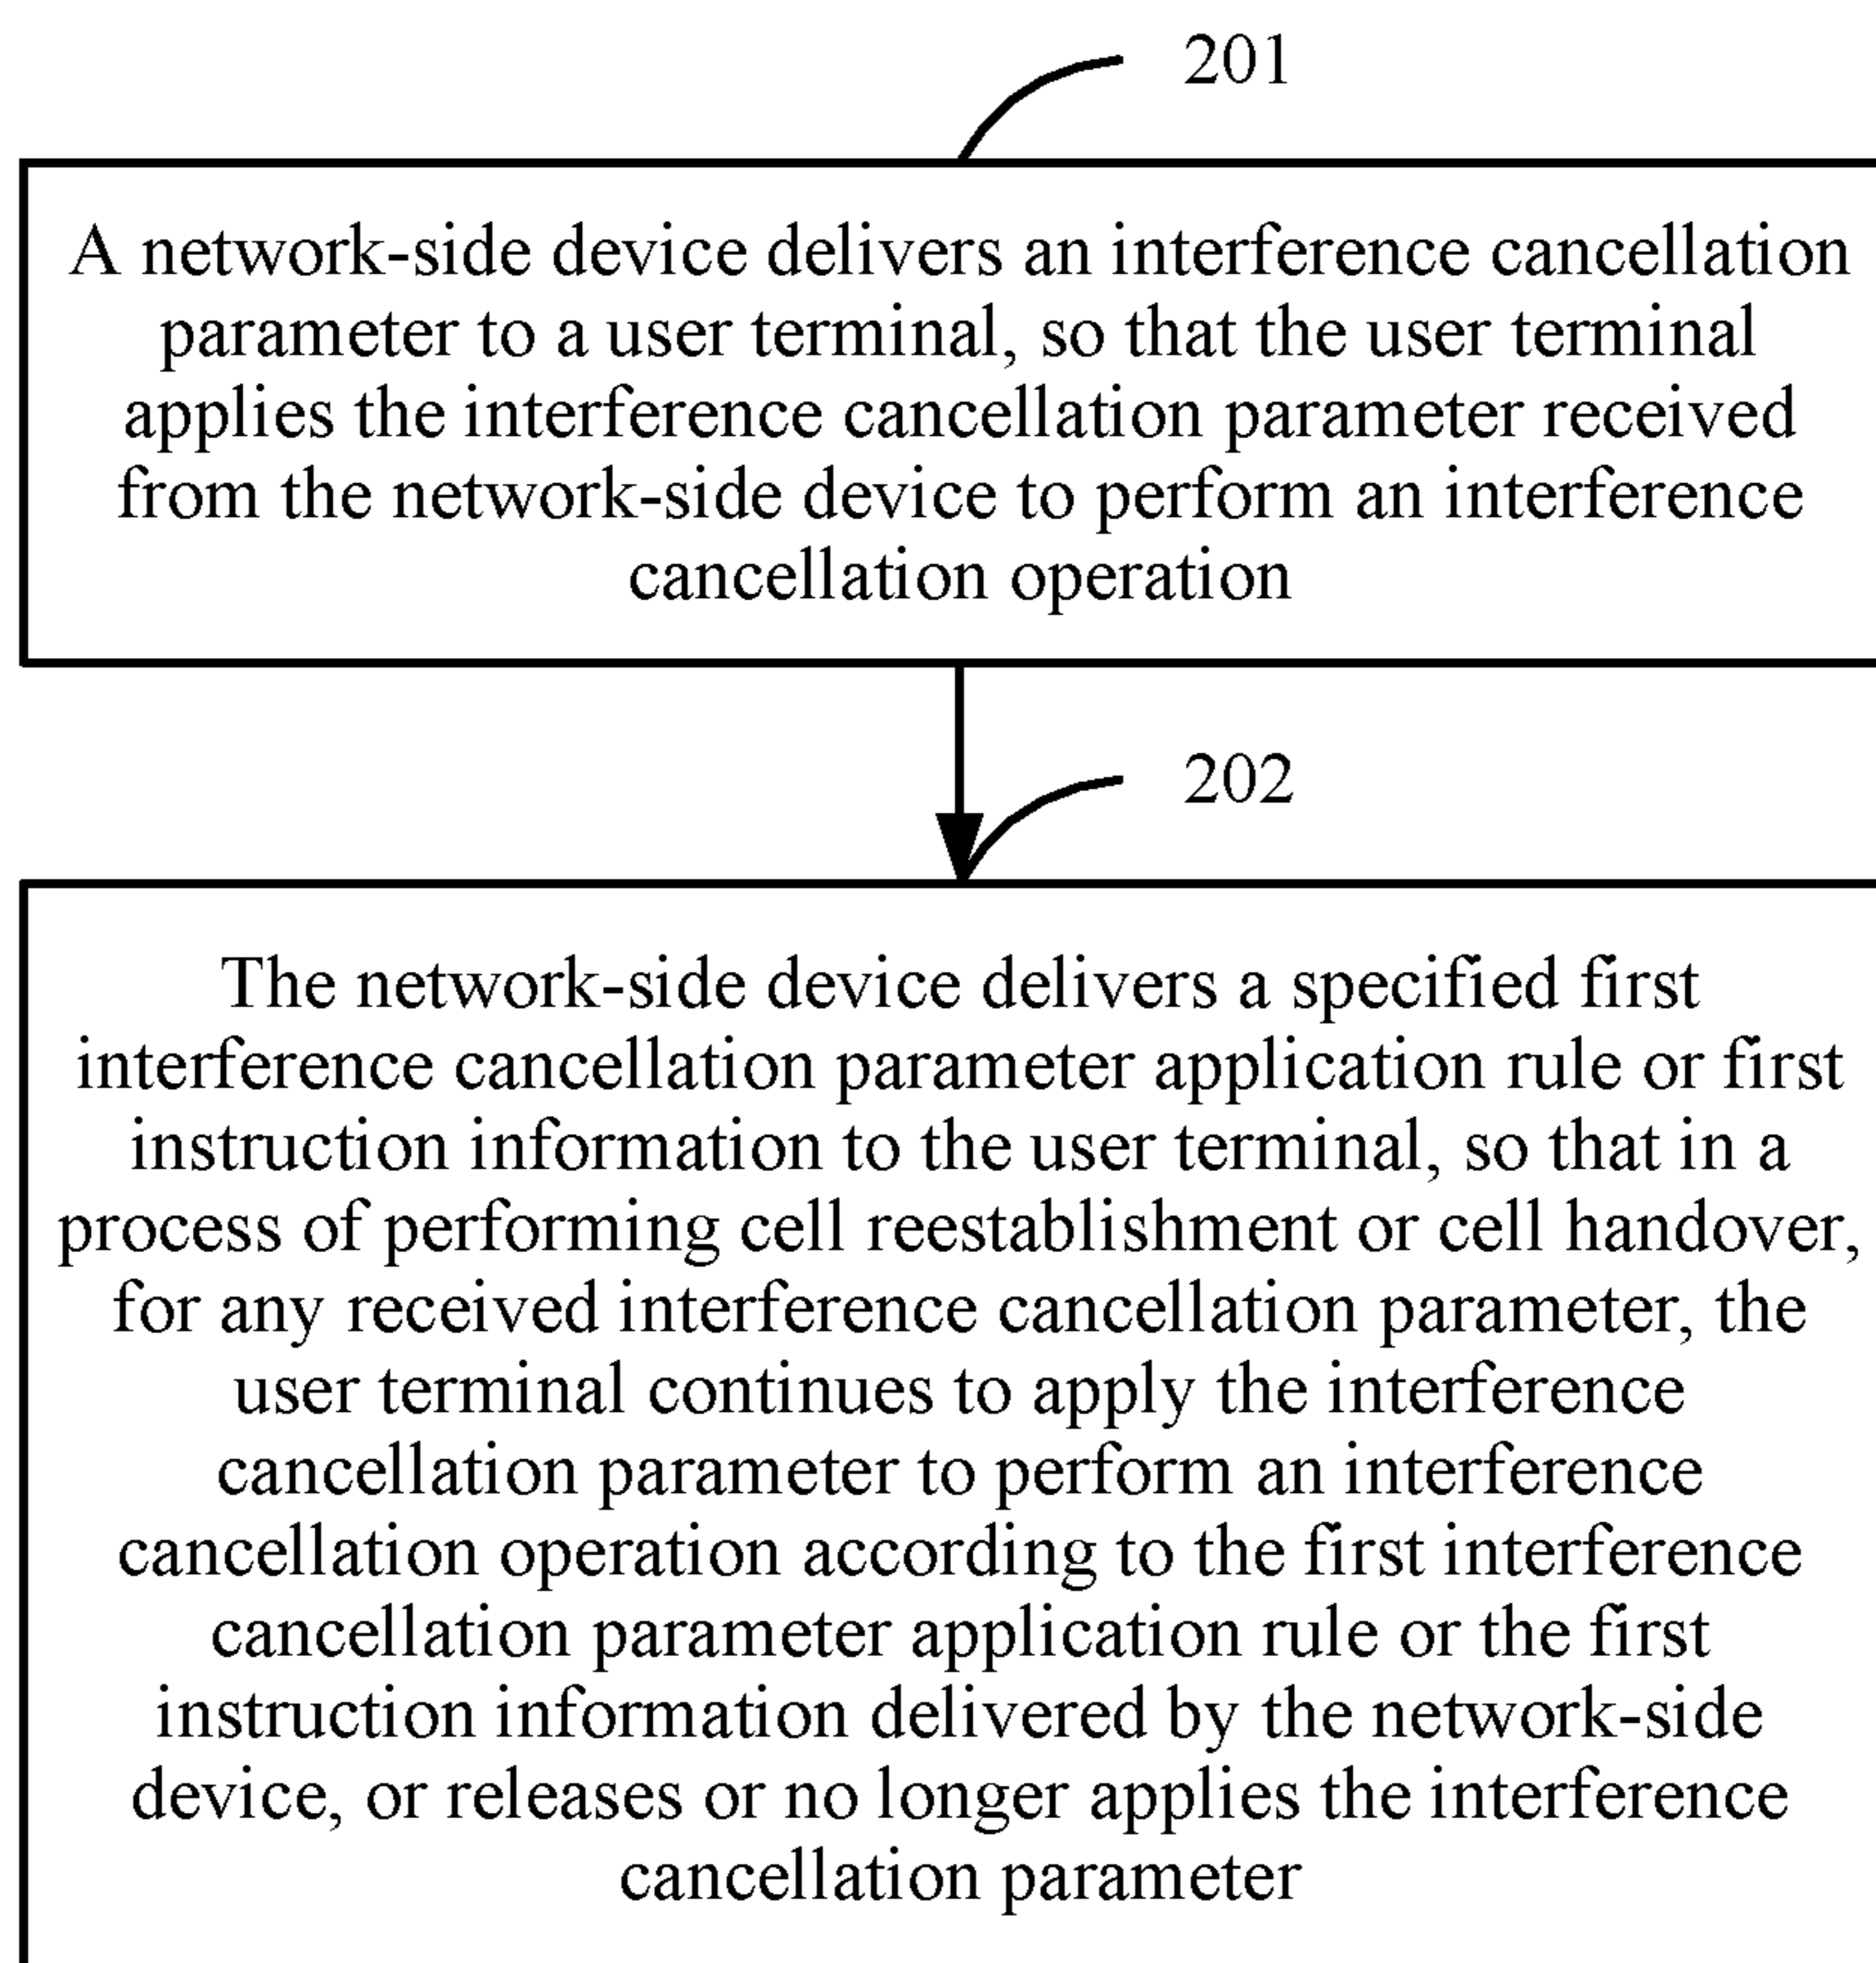 201
A network-side device delivers an interference cancellation
parameter to a user terminal, so that the user terminal
applies the interference cancellation parameter received
from the network-side device to perform an interference
cancellation operation
202
The network-side device delivers a specified first
interference cancellation parameter application rule or first
instruction information to the user terminal, so that in a
process of performing cell reestablishment or cell handover,
for any received interference cancellation parameter, the
user terminal continues to apply the interference
cancellation parameter to perform an interference
cancellation operation according to the first interference
cancellation parameter application rule or the first
instruction information delivered by the network-side
device, or releases or no longer applies the interference
cancellation parameter